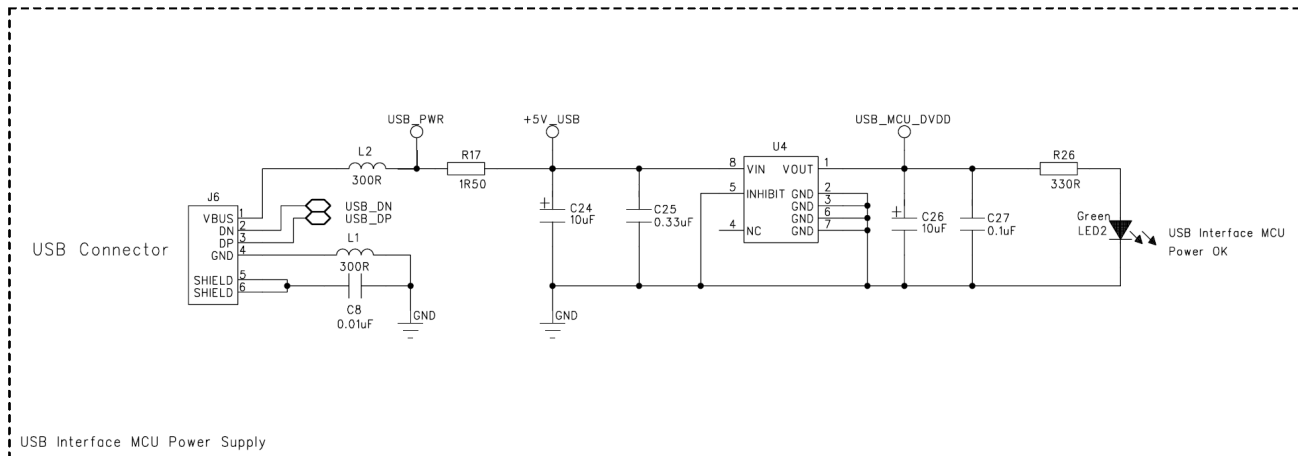 USB_PWR
+5V_USB
USB_MCU_DVDD
L2
300R
R17
1R50
U4
8 VIN VOUT 1
5 INHIBIT GND 2
GND 3
GND 6
4 NC GND 7
R26
330R
J6
VBUS 1
DN 2
DP 3
GND 4
SHIELD 5
SHIELD 6
USB_DN
USB_DP
L1
300R
C8
0.01uF
GND
USB Connector
+
C24
10uF
C25
0.33uF
GND
+
C26
10uF
C27
0.1uF
Green
LED2
USB Interface MCU
Power OK
USB Interface MCU Power Supply